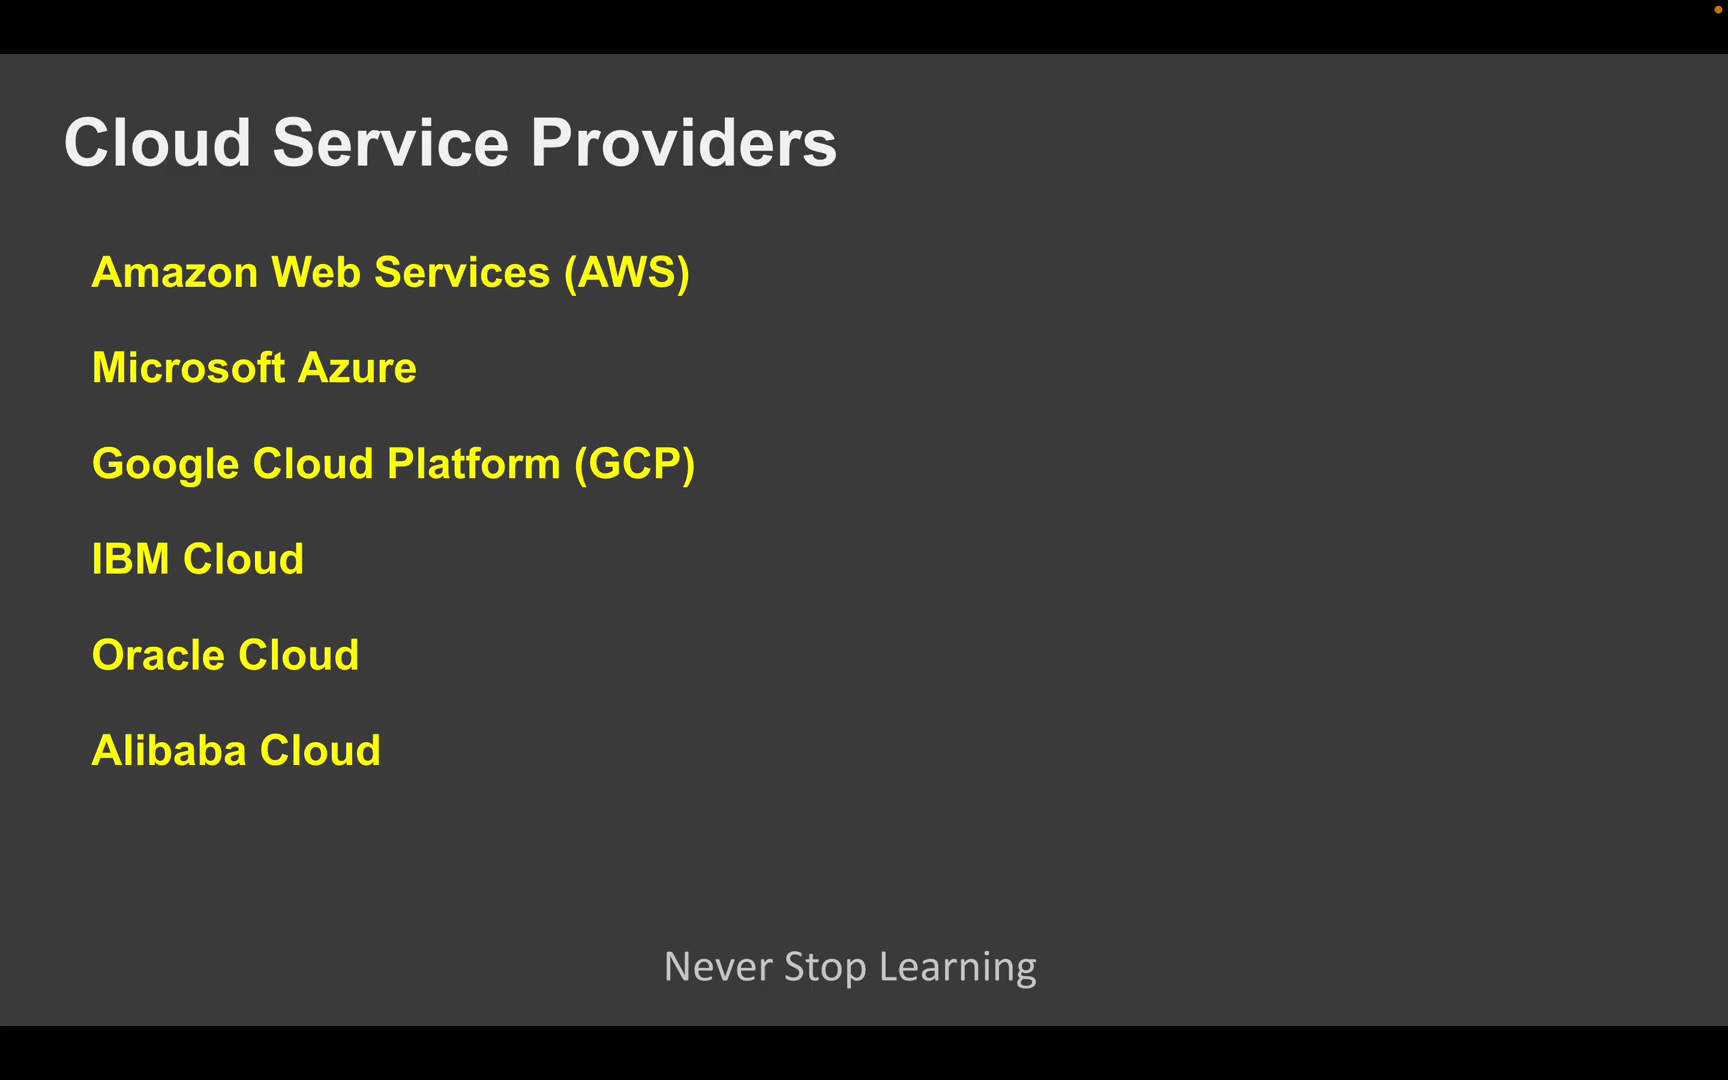 Cloud Service Providers
Amazon Web Services (AWS)
Microsoft Azure
Google Cloud Platform (GCP)
IBM Cloud
Oracle Cloud
Alibaba Cloud
Never Stop Learning